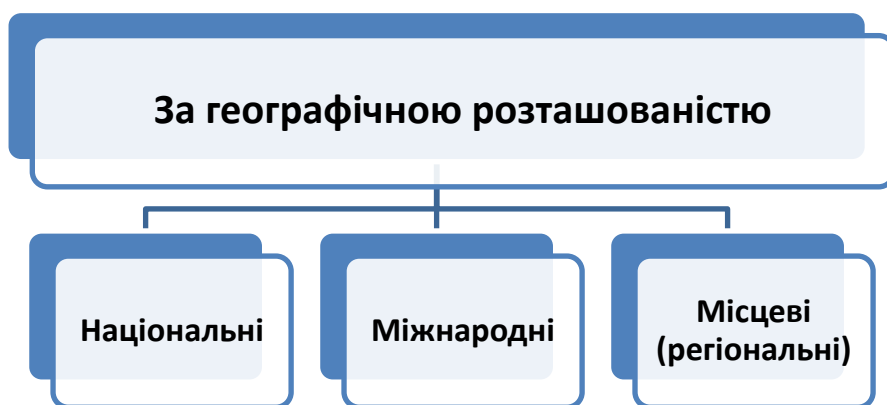 За географічною розташованістю
Національні
Міжнародні
Місцеві
(регіональні)